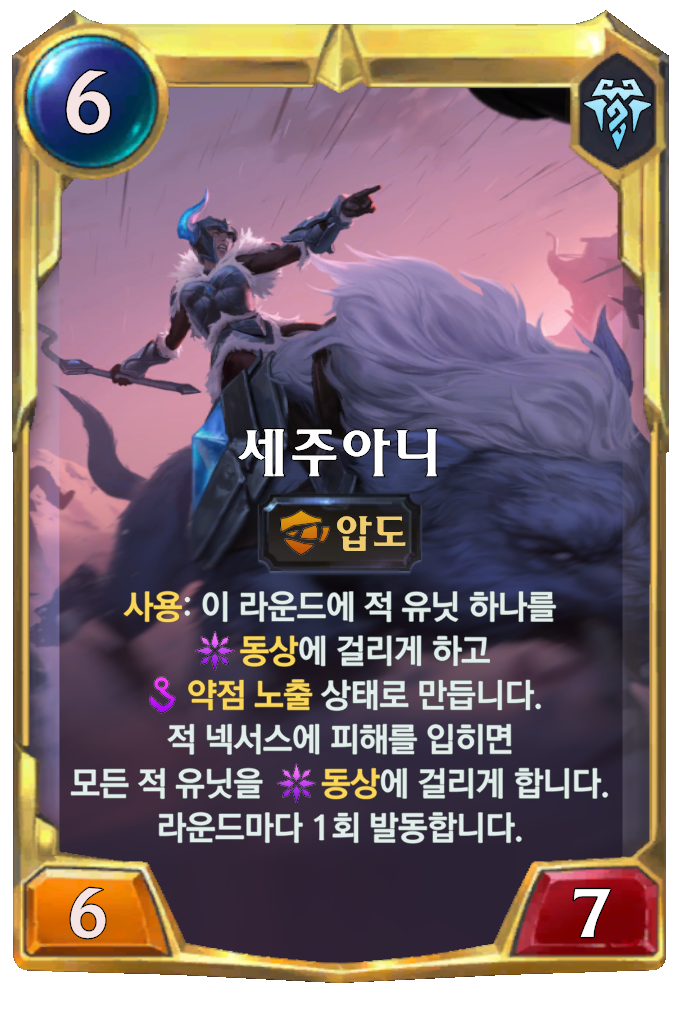 6
세주아니
압도
사용: 이 라운드에 적 유닛 하나를
동상에 걸리게 하고
약점 노출 상태로 만듭니다.
적 넥서스에 피해를 입히면
모든 적 유닛을 동상에 걸리게 합니다.
라운드마다 1회 발동합니다.
6
7